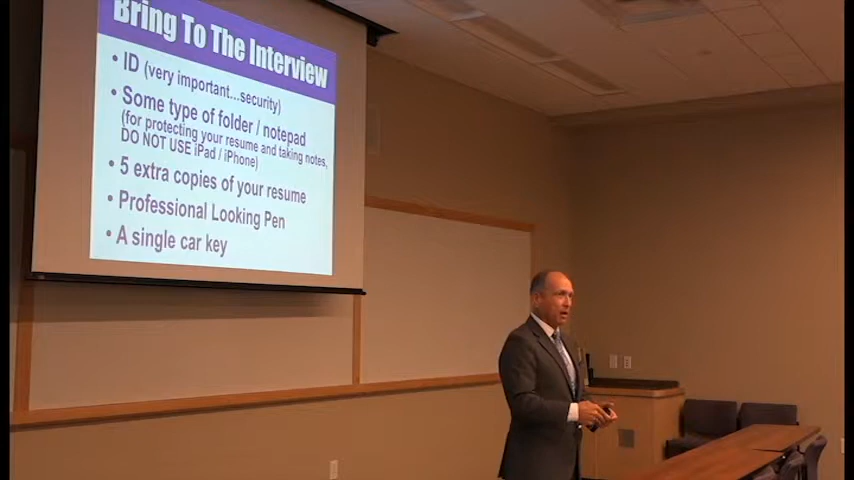 Bring To The Interview
• ID (very important...security)
• Some type of folder / notepad
(for protecting your resume and taking notes,
DO NOT USE iPad / iPhone)
• 5 extra copies of your resume
• Professional Looking Pen
• A single car key